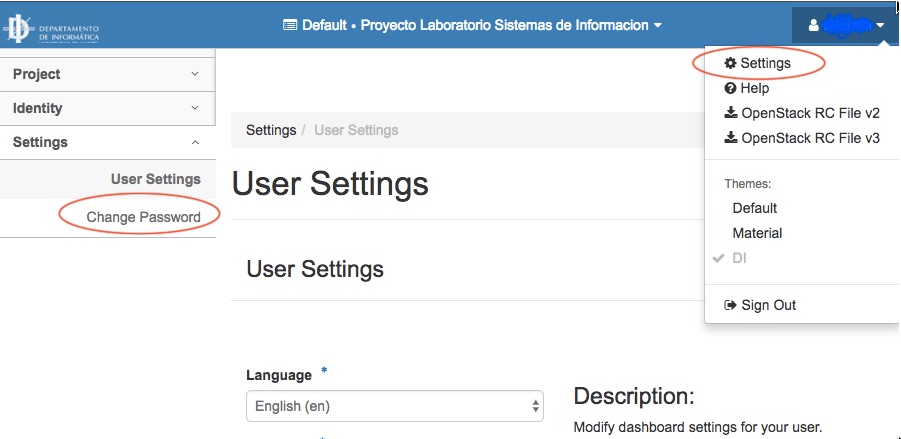 DEPARTAMENTO
DE INFORMÁTICA
Default • Proyecto Laboratorio Sistemas de Informacion
Project
Identity
Settings
User Settings
Change Password
Settings / User Settings
User Settings
User Settings
Language *
English (en)
Description:
Modify dashboard settings for your user.
Settings
Help
OpenStack RC File v2
OpenStack RC File v3
Themes:
Default
Material
DI
Sign Out